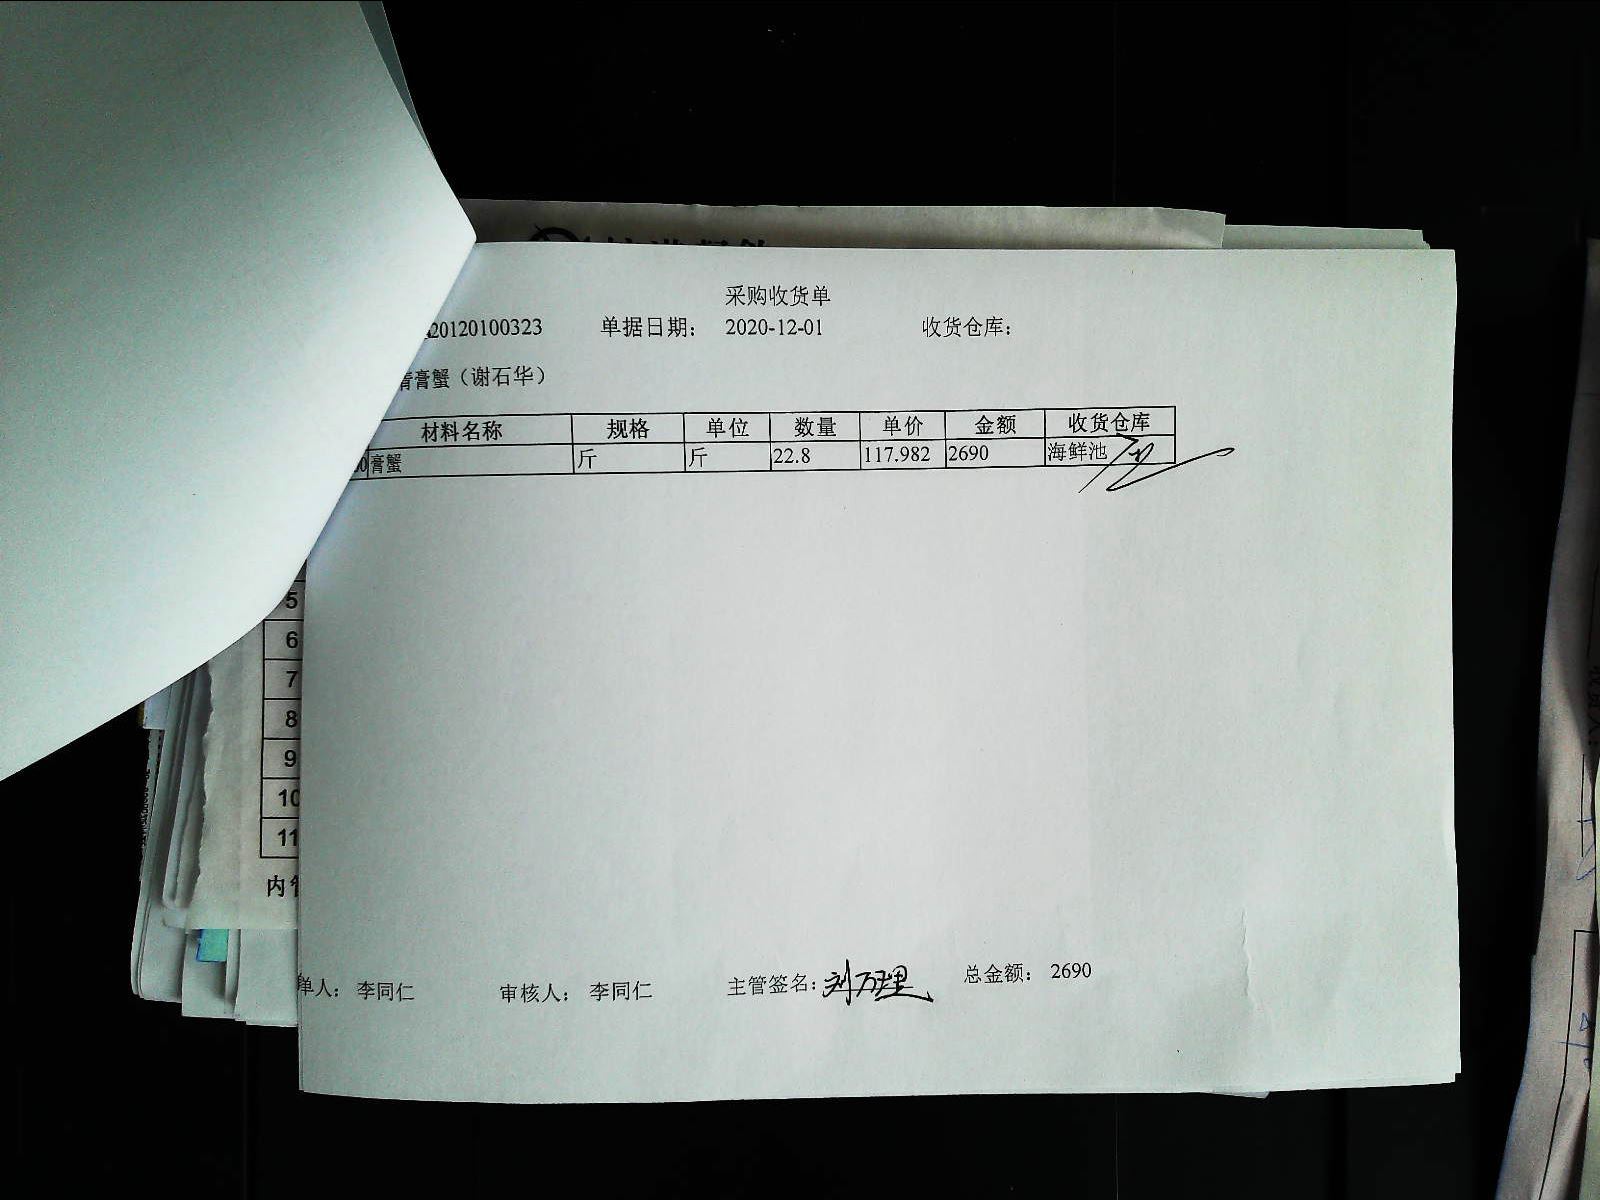 采购收货单
20120100323 单据日期： 2020-12-01 收货仓库：
膏蟹（谢石华）
材料名称 规格 单位 数量 单价 金额 收货仓库
0 膏蟹 斤 斤 22.8 117.982 2690 海鲜池
5
6
7
8
9
10
11
内
单人： 李同仁 审核人： 李同仁 主管签名： 刘万理 总金额： 2690